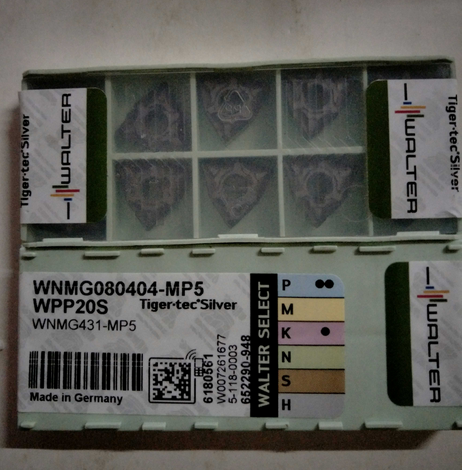 Tiger·tec®Silver
WALTER
WALTER
Tiger·tec®Silver
WNMG080404-MP5
WPP20S Tiger·tec®Silver
WNMG431-MP5
Made in Germany
6180561
W007261677
5-118-0003
652290-948
WALTER SELECT
P
M
K
N
S
H
WALTER